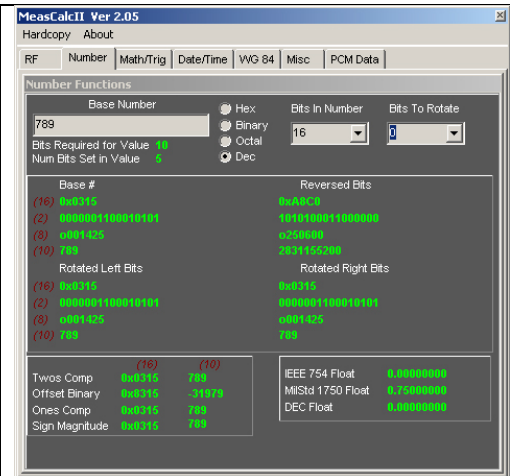 MeasCalcII Ver 2.05
Hardcopy About
RF Number Math/Trig Date/Time WG 84 Misc PCM Data
Number Functions
Base Number Hex Bits In Number Bits To Rotate
789 Binary 16 0
Bits Required for Value 10 Octal
Num Bits Set in Value 5 Dec
Base # Reversed Bits
(16) 0x0315 0xA8C0
(2) 0000001100010101 1010100011000000
(8) o001425 o250600
(10) 789 2831155200
Rotated Left Bits Rotated Right Bits
(16) 0x0315 0x0315
(2) 0000001100010101 0000001100010101
(8) o001425 o001425
(10) 789 789
(16) (10)
Twos Comp 0x0315 789 IEEE 754 Float 0.00000000
Offset Binary 0x8315 -31979 MilStd 1750 Float 0.75000000
Ones Comp 0x0315 789 DEC Float 0.00000000
Sign Magnitude 0x0315 789